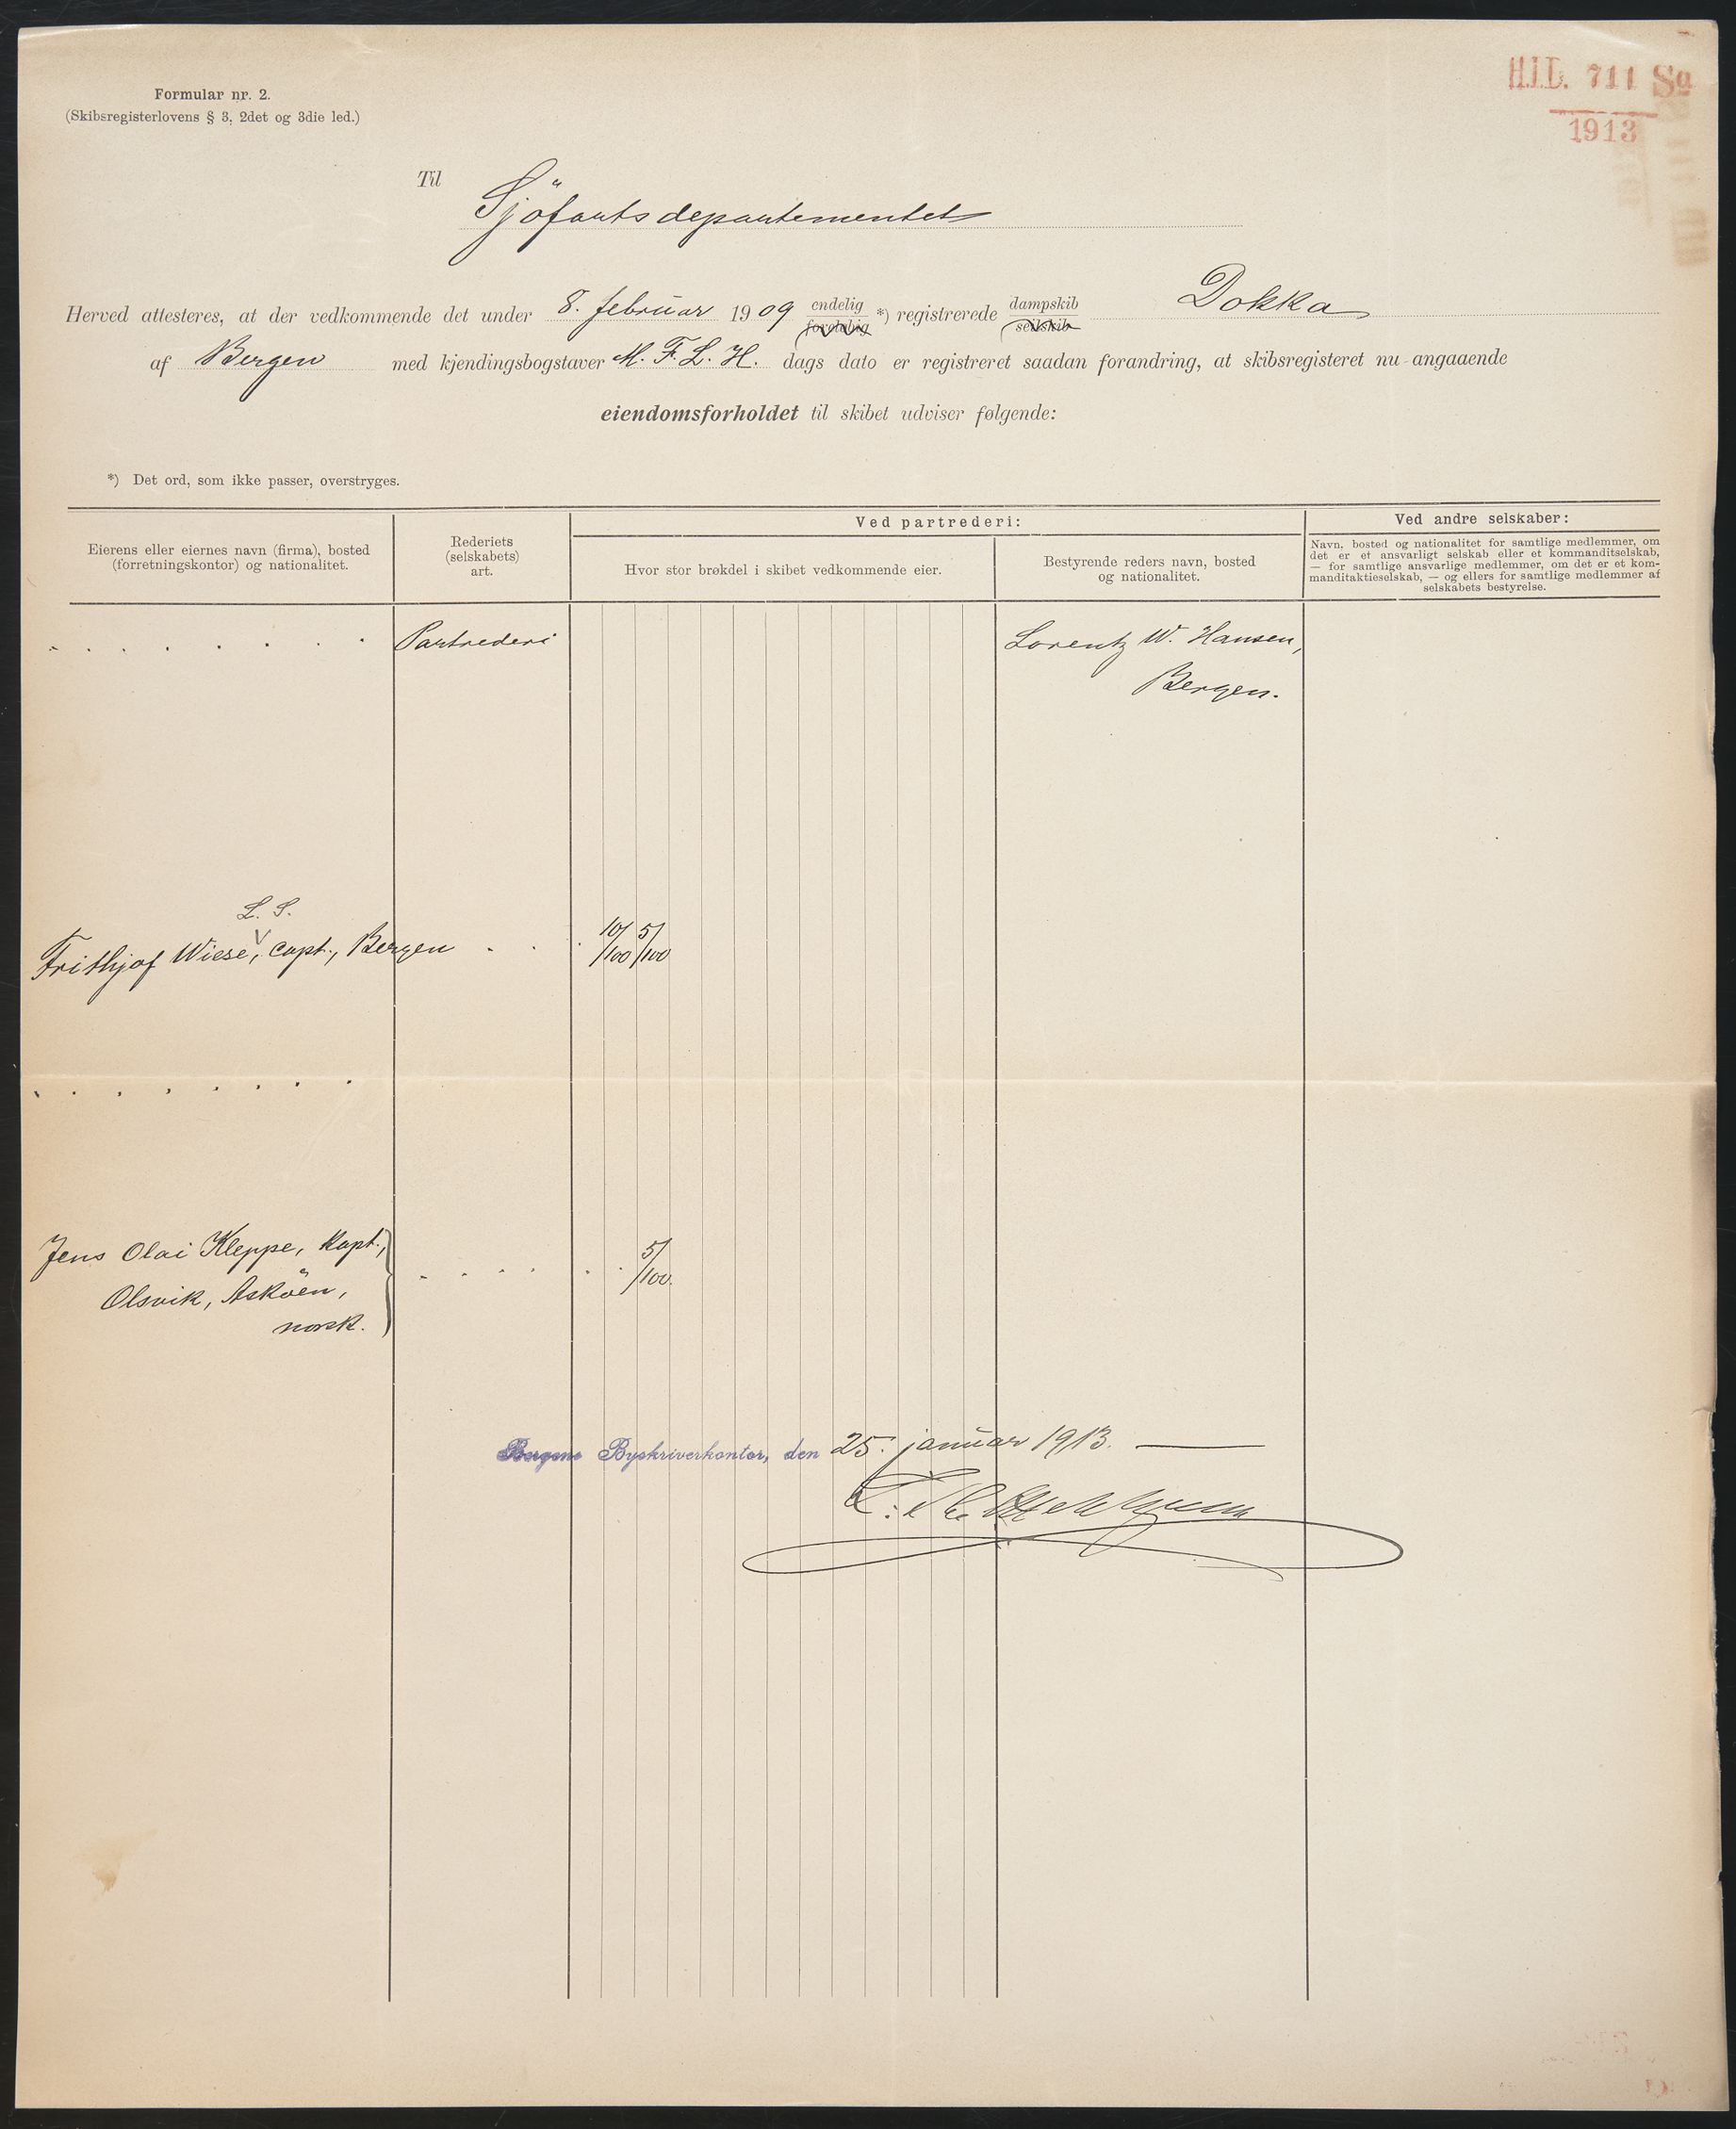 Formular nr. 2.
(Skibsregisterlovens § 3, 2det og 3die led.)
H.J.D. 711 Sø
1913
Til
Sjöfartsdepartementet
Herved attesteres, at der vedkommende det under 8. februar 1909 endelig foreløbig *) registrerede dampskib seilskib Dokka
af Bergen med kjendingsbogstaver M. F. L. H. dags dato er registreret saadan forandring, at skibsregisteret nu angaaende
eiendomsforholdet til skibet udviser følgende:
*) Det ord, som ikke passer, overstryges.
Eierens eller eiernes navn (firma), bosted
(forretningskontor) og nationalitet.
Rederiets
(selskabets)
art.
Ved partrederi:
Hvor stor brøkdel i skibet vedkommende eier.
Bestyrende reders navn, bosted
og nationalitet.
Ved andre selskaber:
Navn, bosted og nationalitet for samtlige medlemmer, om
det er et ansvarligt selskab eller et kommanditselskab,
— for samtlige ansvarlige medlemmer, om det er et kom-
manditaktieselskab, — og ellers for samtlige medlemmer af
selskabets bestyrelse.
. . . . . . . . Partrederi Lorentz W. Hansen,
Bergen.
L. S.
Frithjof Wiese, capt., Bergen . . . 10/100 5/100
. . . . . . . .
Jens Olai Kleppe, Kapt.,
Olsvik, Asköen, . . . . . . 5/100.
norsk.
Bergens Byskriverkontor, den 25. januar 1913.